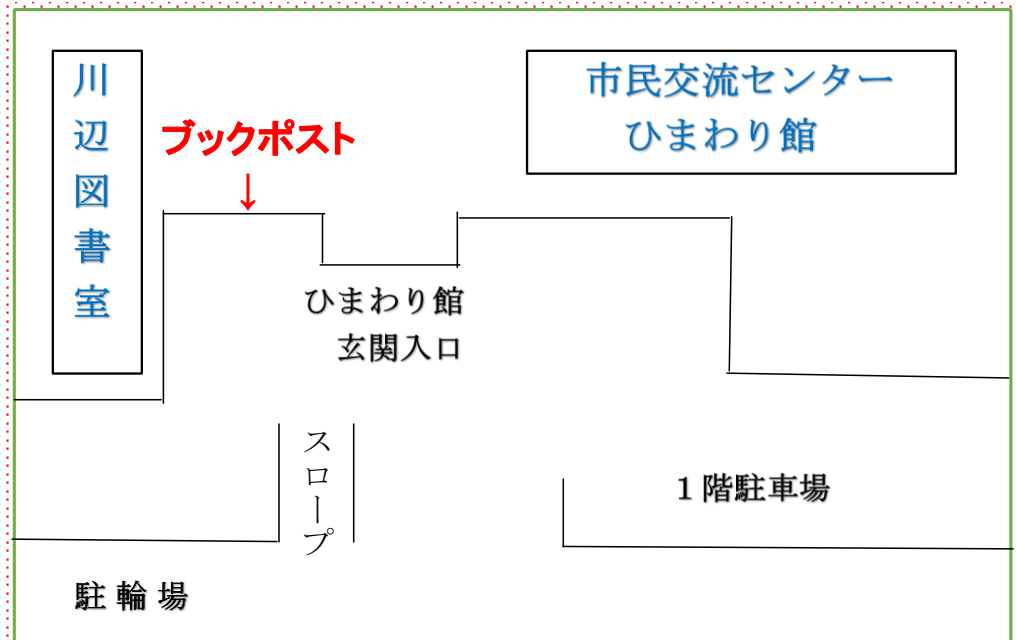 川辺図書室
ブックポスト
↓
市民交流センター
ひまわり館
ひまわり館
玄関入口
スロープ
１階駐車場
駐輪場